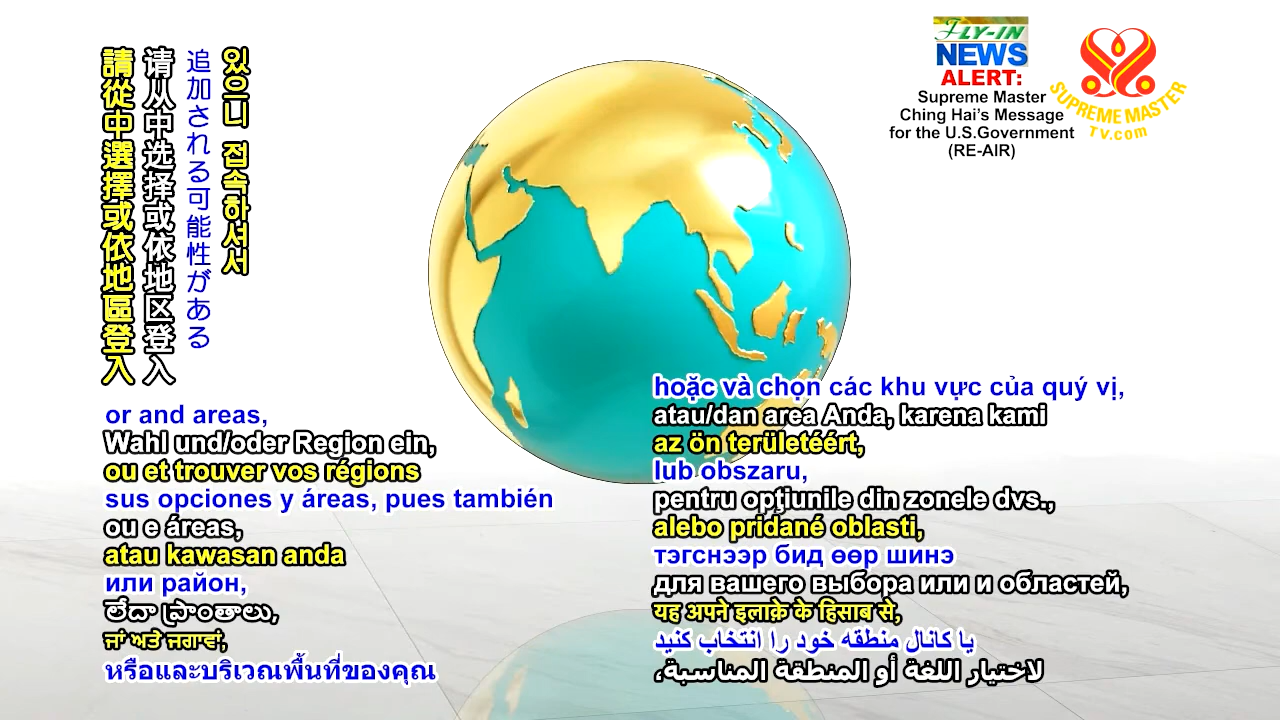 請從中選擇或依地區登入
请从中选择或依地区登入
追加される可能性がある
있으니 접속하셔서
FLY-IN
NEWS
ALERT:
Supreme Master
Ching Hai's Message
for the U.S.Government
(RE-AIR)
SUPREME MASTER
TV.com
or and areas,
Wahl und/oder Region ein,
ou et trouver vos régions
sus opciones y áreas, pues también
ou e áreas,
atau kawasan anda
или район,
లేదా ప్రాంతాలు,
ਜਾਂ ਅਤੇ ਜਗਾਵਾਂ,
หรือและบริเวณพื้นที่ของคุณ
hoặc và chọn các khu vực của quý vị,
atau/dan area Anda, karena kami
az ön területéért,
lub obszaru,
pentru opţiunile din zonele dvs.,
alebo pridané oblasti,
тэгснээр бид өөр шинэ
для вашего выбора или и областей,
यह अपने इलाक़े के हिसाब से,
یا کانال منطقه خود را انتخاب کنید
لاختيار اللغة أو المنطقة المناسبة،